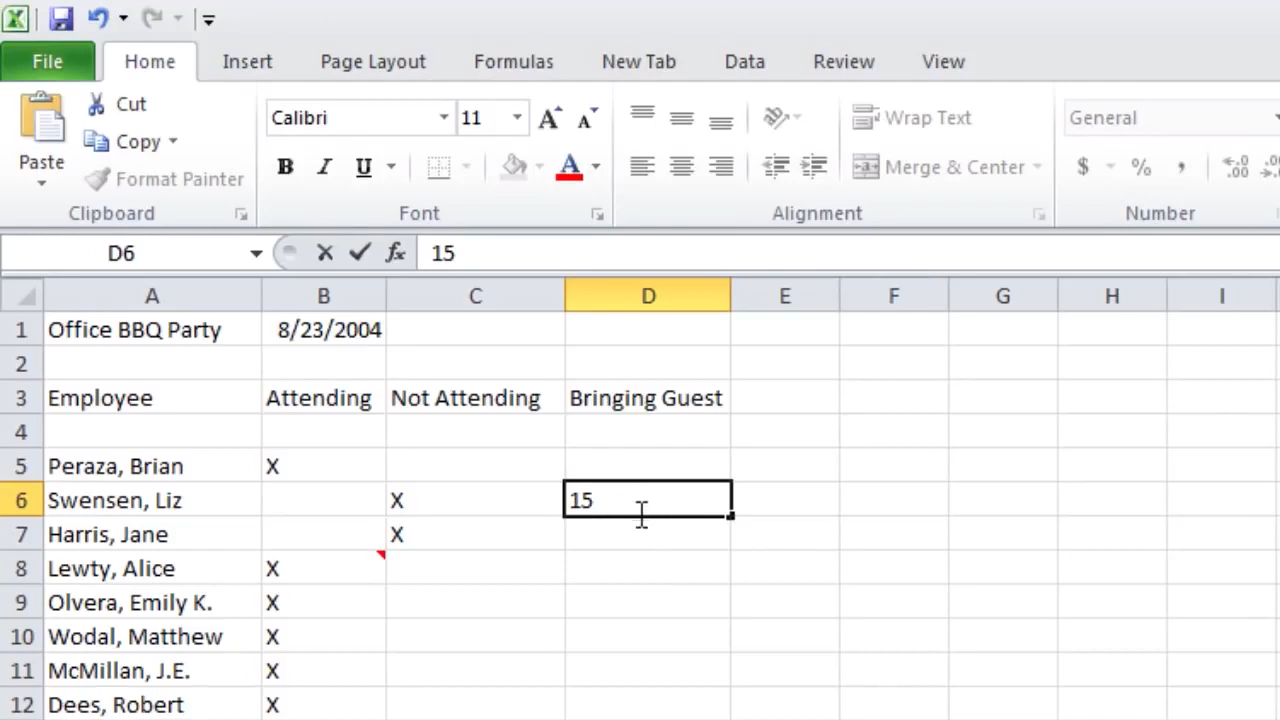 File Home Insert Page Layout Formulas New Tab Data Review View
Cut
Calibri 11 A A Wrap Text General
Copy
Paste
B I U A Merge & Center $ % , .00 .00
Format Painter
Clipboard Font Alignment Number
D6 fx 15
A B C D E F G H I
1 Office BBQ Party 8/23/2004
2
3 Employee Attending Not Attending Bringing Guest
4
5 Peraza, Brian X
6 Swensen, Liz X 15
7 Harris, Jane X
8 Lewty, Alice X
9 Olvera, Emily K. X
10 Wodal, Matthew X
11 McMillan, J.E. X
12 Dees, Robert X